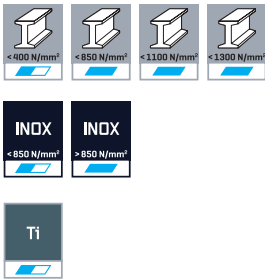 <400 N/mm² <850 N/mm² <1100 N/mm² <1300 N/mm²
INOX INOX
<850 N/mm² >850 N/mm²
Ti